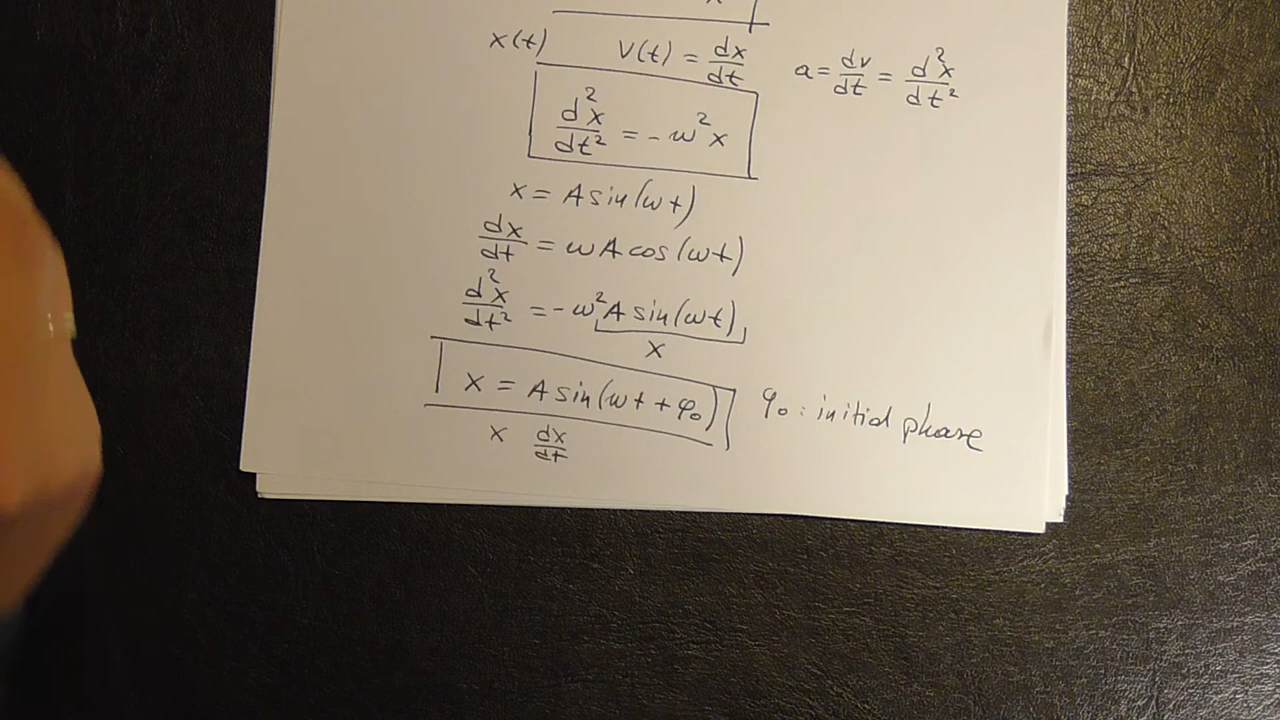 x(t) V(t) = dx/dt a = dv/dt = d²x/dt²
d²x/dt² = -ω²x
x = A sin(ωt)
dx/dt = ωA cos(ωt)
d²x/dt² = -ω²A sin(ωt)
x
x = A sin(ωt + φ₀) φ₀ : initial phase
x dx/dt